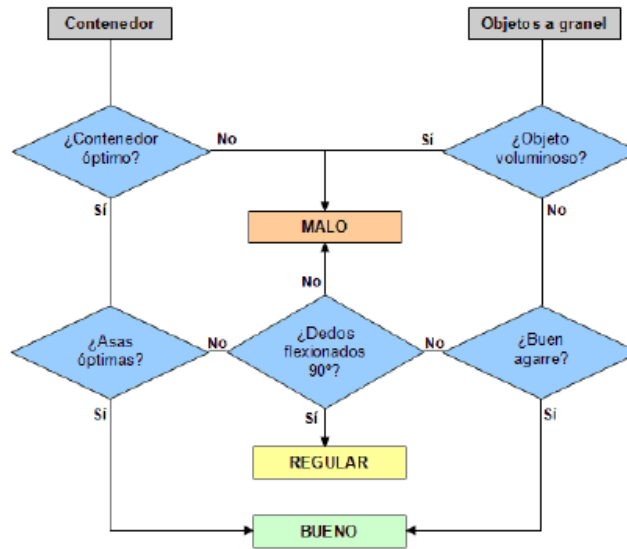 Contenedor
Objetos a granel
¿Contenedor
óptimo?
No
Sí
¿Objeto
voluminoso?
Sí
No
MALO
No
¿Asas
óptimas?
No
¿Dedos
flexionados
90º?
No
¿Buen
agarre?
Sí
Sí
Sí
REGULAR
BUENO